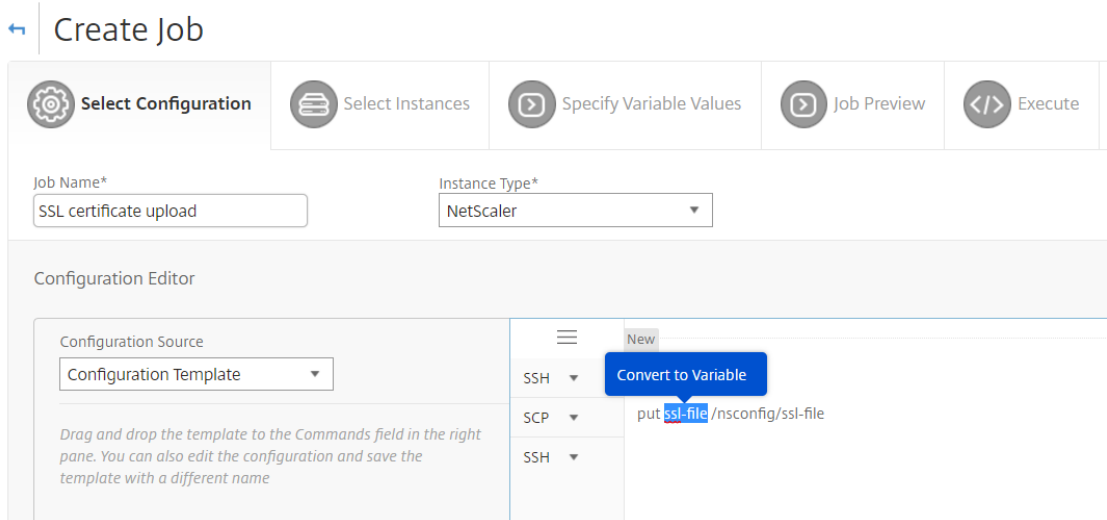 Create Job
Select Configuration
Select Instances
Specify Variable Values
Job Preview
Execute
Job Name*
Instance Type*
SSL certificate upload
NetScaler
Configuration Editor
Configuration Source
Configuration Template
Drag and drop the template to the Commands field in the right
pane. You can also edit the configuration and save the
template with a different name
New
Convert to Variable
SSH
SCP
put ssl-file /nsconfig/ssl-file
SSH